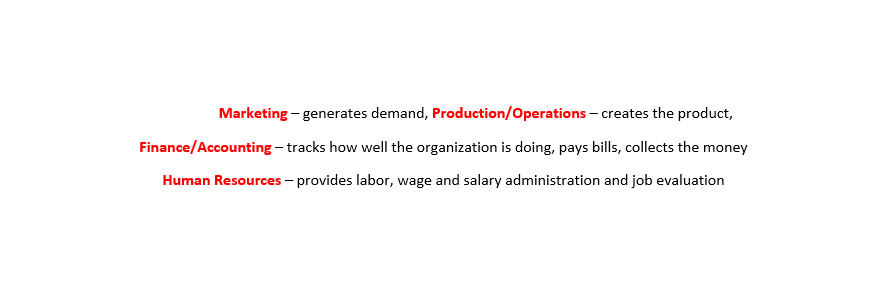 Marketing – generates demand, Production/Operations – creates the product,
Finance/Accounting – tracks how well the organization is doing, pays bills, collects the money
Human Resources – provides labor, wage and salary administration and job evaluation